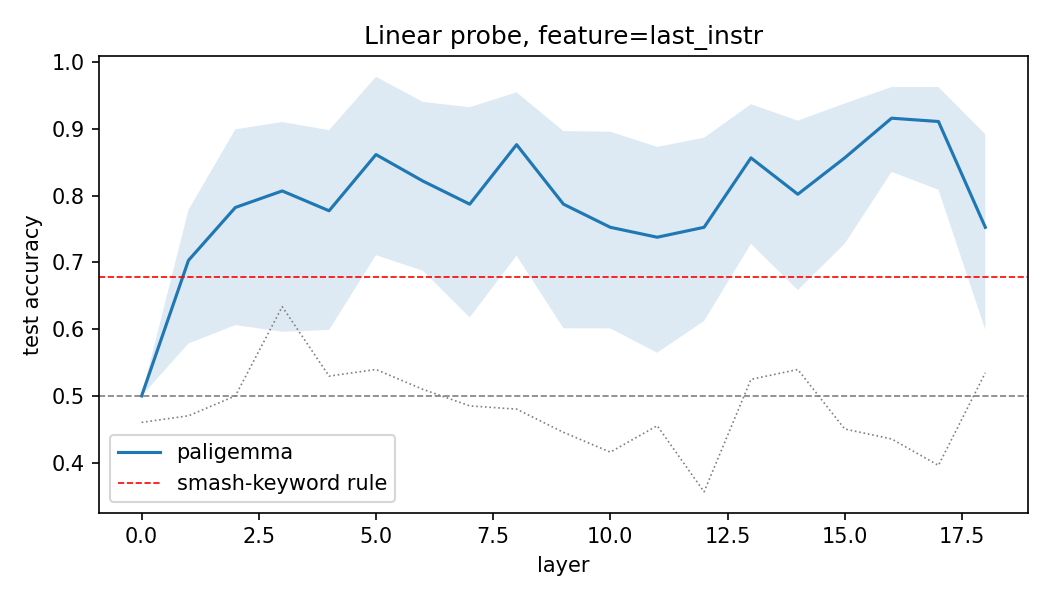 Linear probe, feature=last_instr
test accuracy
1.0
0.9
0.8
0.7
0.6
0.5
0.4
paligemma
smash-keyword rule
0.0 2.5 5.0 7.5 10.0 12.5 15.0 17.5
layer